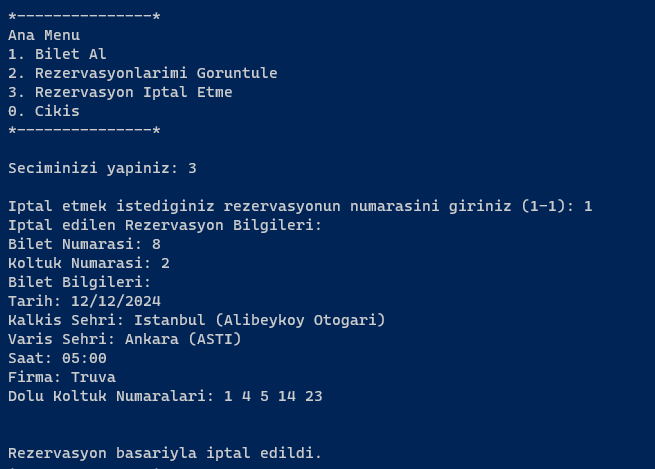 *---------------*
Ana Menu
1. Bilet Al
2. Rezervasyonlarimi Goruntule
3. Rezervasyon Iptal Etme
0. Cikis
*---------------*
Seciminizi yapiniz: 3
Iptal etmek istediginiz rezervasyonun numarasini giriniz (1-1): 1
Iptal edilen Rezervasyon Bilgileri:
Bilet Numarasi: 8
Koltuk Numarasi: 2
Bilet Bilgileri:
Tarih: 12/12/2024
Kalkis Sehri: Istanbul (Alibeykoy Otogari)
Varis Sehri: Ankara (ASTI)
Saat: 05:00
Firma: Truva
Dolu Koltuk Numaralari: 1 4 5 14 23
Rezervasyon basariyla iptal edildi.